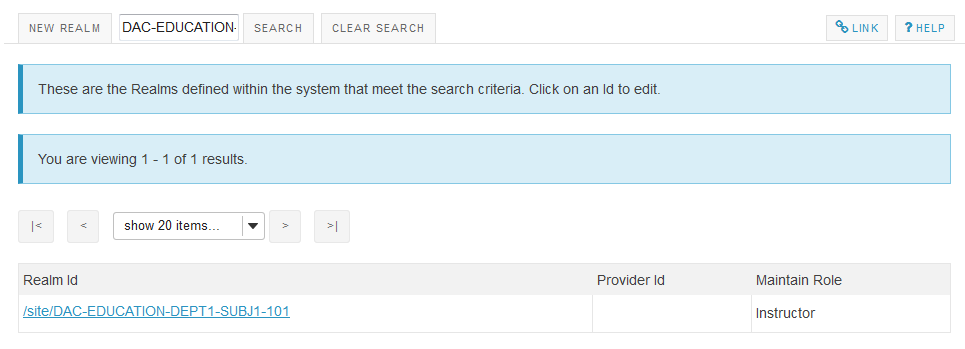 NEW REALM DAC-EDUCATION- SEARCH CLEAR SEARCH LINK ? HELP
These are the Realms defined within the system that meet the search criteria. Click on an Id to edit.
You are viewing 1 - 1 of 1 results.
|< < show 20 items... > >|
Realm Id Provider Id Maintain Role
/site/DAC-EDUCATION-DEPT1-SUBJ1-101 Instructor